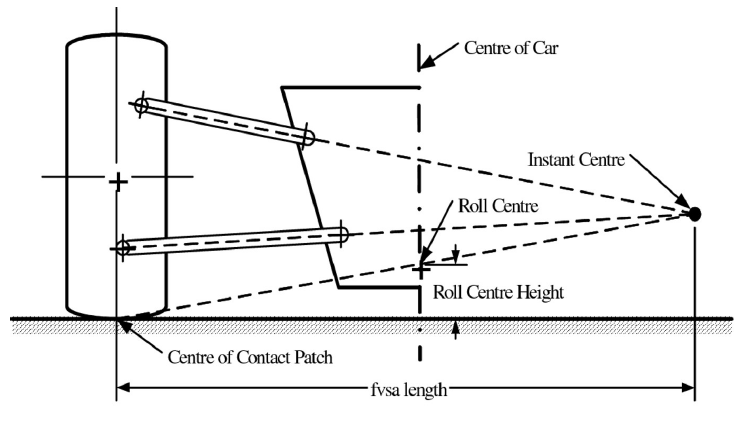 Centre of Car
Instant Centre
Roll Centre
Roll Centre Height
Centre of Contact Patch
fvsa length